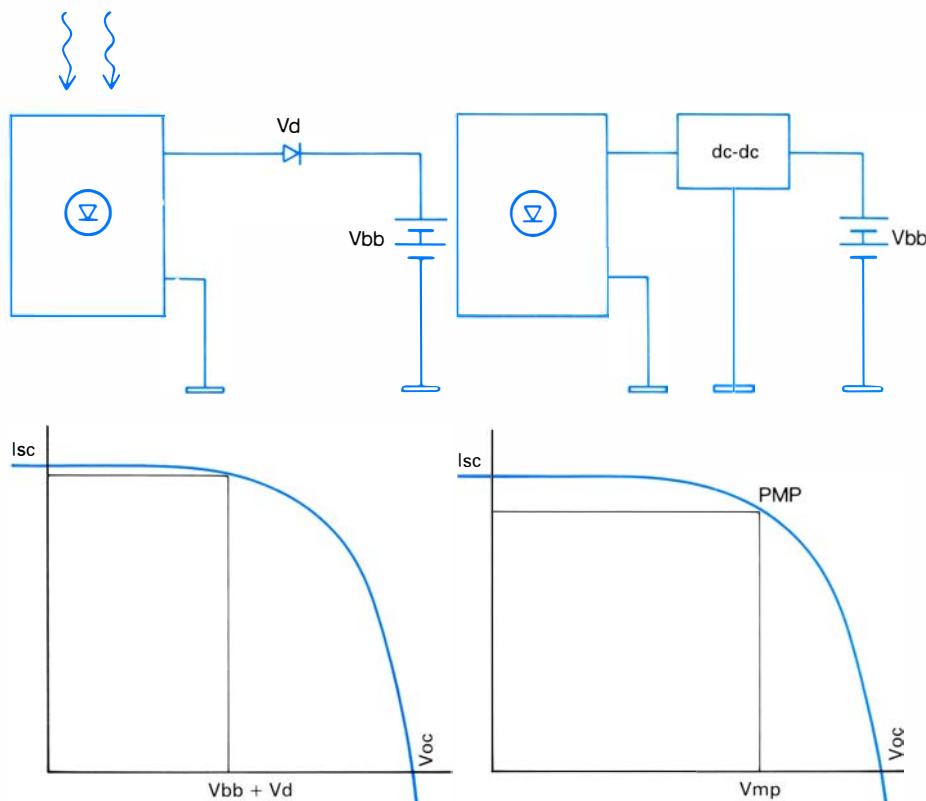 Vd
Vbb
dc-dc
Vbb
Isc
Voc
Vbb + Vd
Isc
PMP
Voc
Vmp